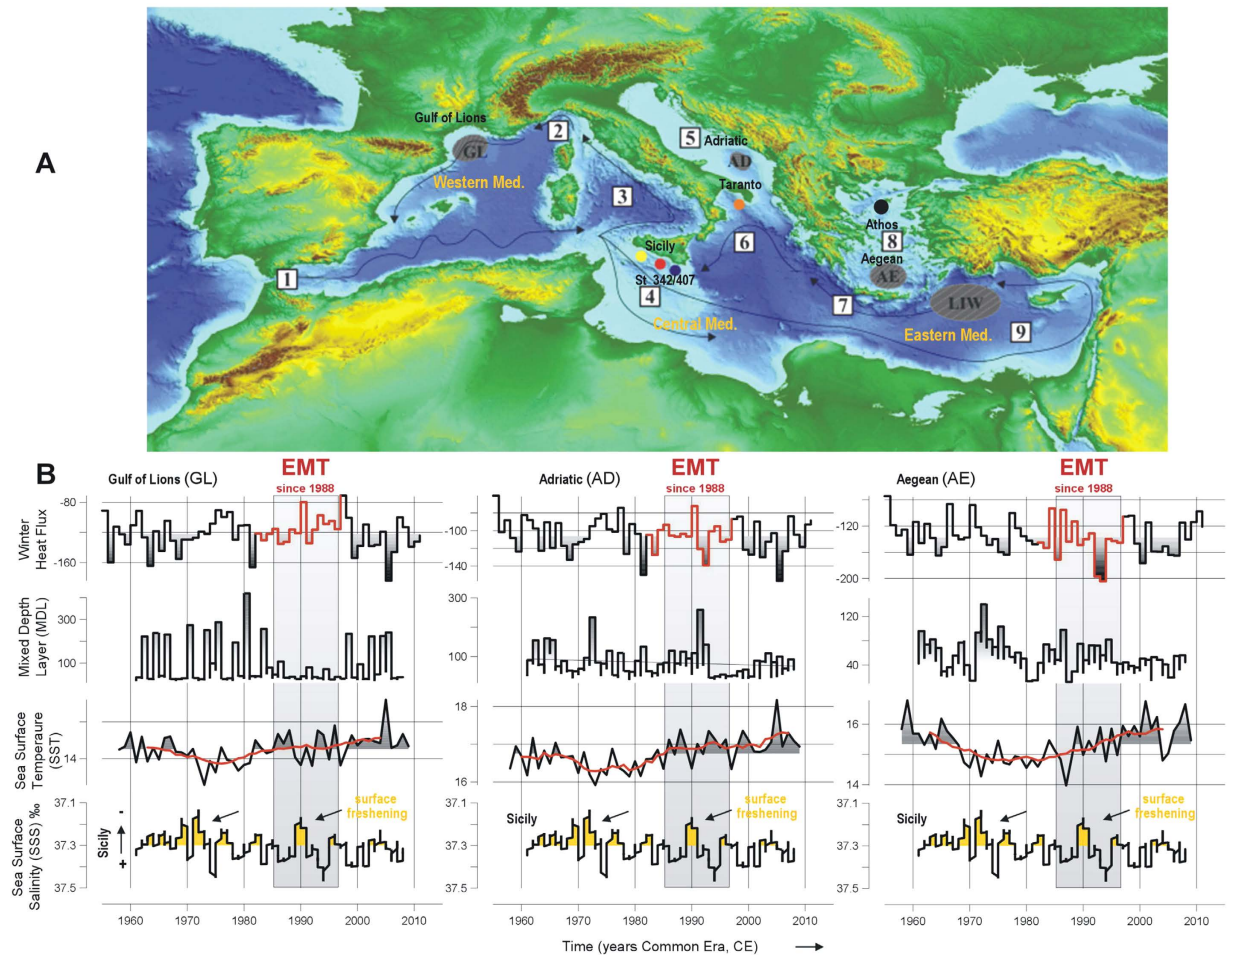 A
Gulf of Lions
GL
2
5
Adriatic
AD
Western Med.
Taranto
3
Athos
Sicily
6
8
Aegean
1
St. 342/407
AE
4
7
LIW
Central Med.
Eastern Med.
9
B
Gulf of Lions (GL)
EMT
since 1988
Adriatic (AD)
EMT
since 1988
Aegean (AE)
EMT
since 1988
Winter
Heat Flux
-80
-160
-100
-140
-120
-200
Mixed Depth
Layer (MDL)
300
100
300
100
120
40
Sea Surface
Temperaure
(SST)
14
18
16
16
14
Sea Surface
Salinity (SSS) ‰
Sicily
-
+
37.1
37.3
37.5
surface
freshening
Sicily
37.1
37.3
37.5
surface
freshening
Sicily
37.1
37.3
37.5
surface
freshening
1960 1970 1980 1990 2000 2010
1960 1970 1980 1990 2000 2010
1960 1970 1980 1990 2000 2010
Time (years Common Era, CE)